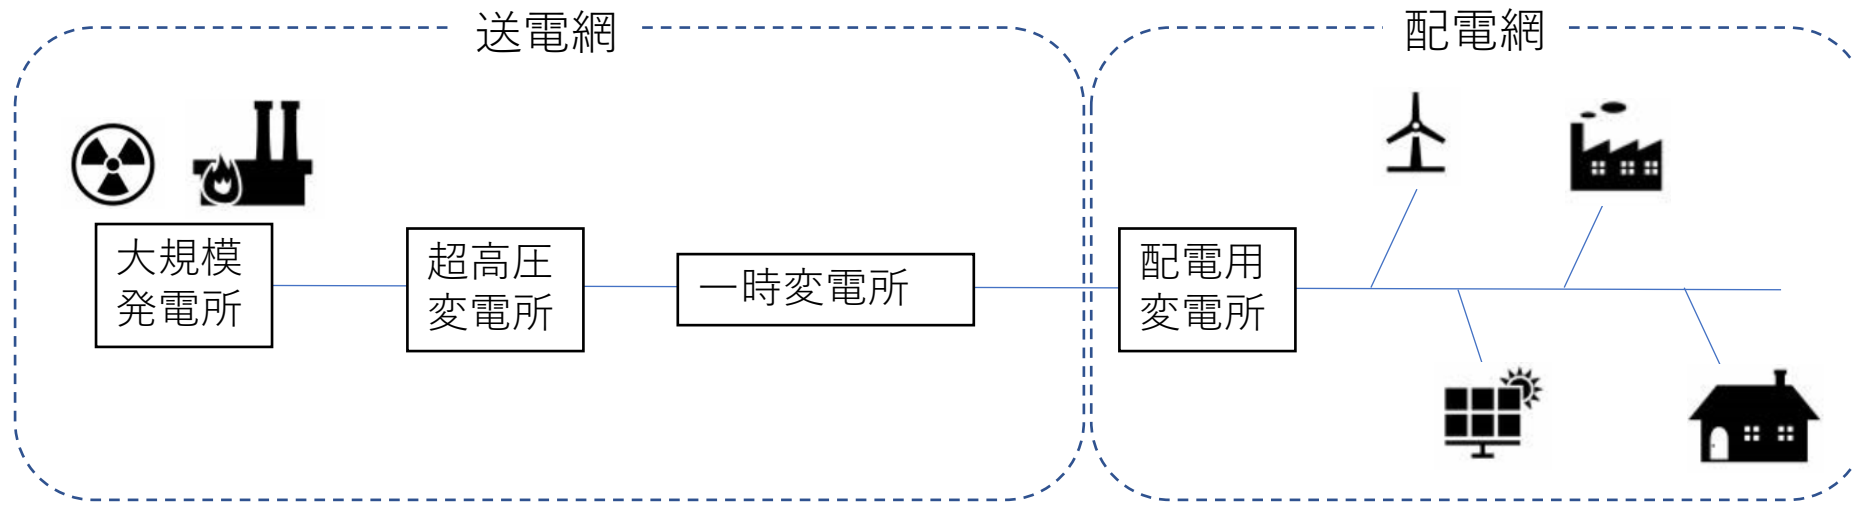 送電網
配電網
大規模
発電所
超高圧
変電所
一時変電所
配電用
変電所